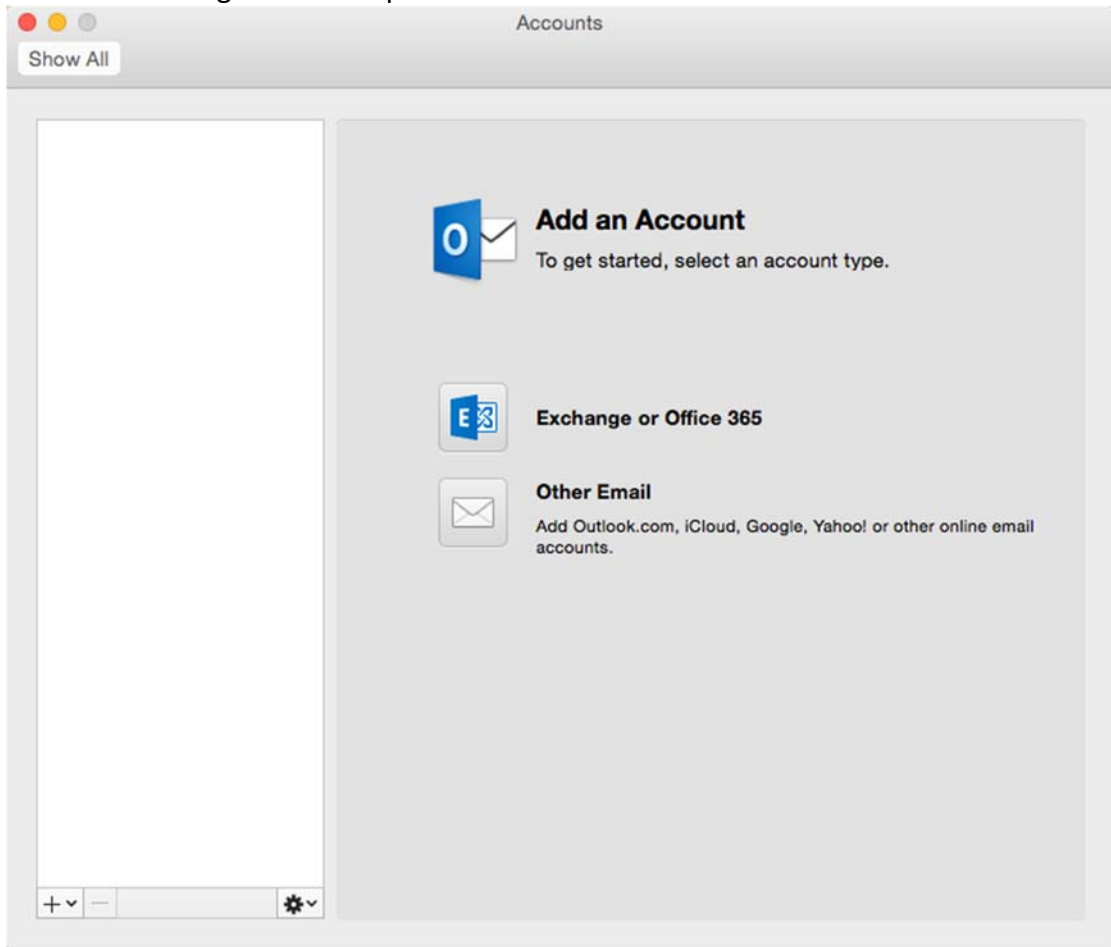 Accounts
Show All
Add an Account
To get started, select an account type.
Exchange or Office 365
Other Email
Add Outlook.com, iCloud, Google, Yahoo! or other online email
accounts.